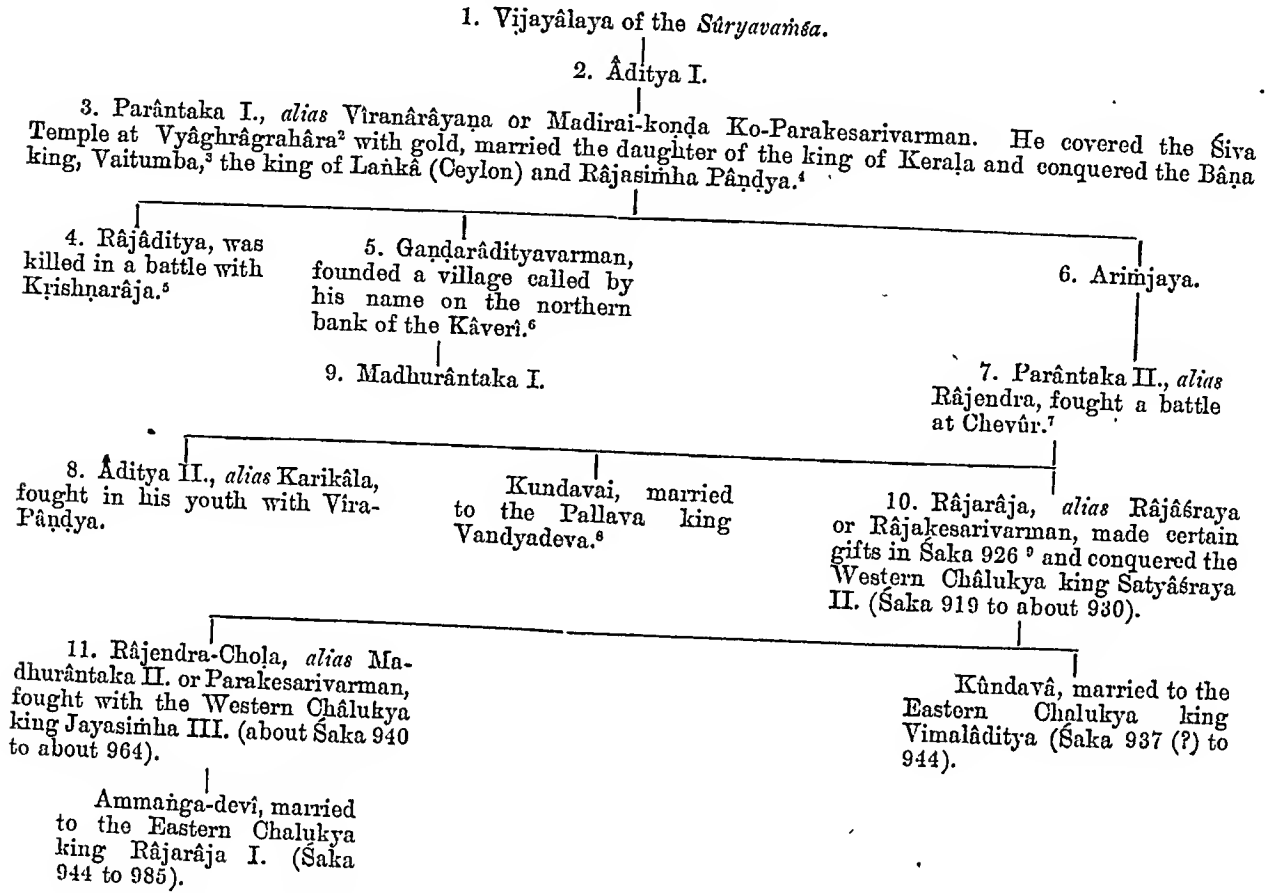 1. Vijayâlaya of the Sûryavaṁśa.
2. Âditya I.
3. Parântaka I., alias Vîranârâyaṇa or Madirai-koṇḍa Ko-Parakesarivarman. He covered the Śiva
Temple at Vyâghrâgrahâra² with gold, married the daughter of the king of Keraḷa and conquered the Bâṇa
king, Vaitumba,³ the king of Laṅkâ (Ceylon) and Râjasiṁha Pâṇḍya.⁴
4. Râjâditya, was
killed in a battle with
Kṛishṇarâja.⁵
5. Gaṇḍarâdityavarman,
founded a village called by
his name on the northern
bank of the Kâverî.⁶
6. Ariṁjaya.
9. Madhurântaka I.
7. Parântaka II., alias
Râjendra, fought a battle
at Chevûr.⁷
8. Âditya II., alias Karikâla,
fought in his youth with Vîra-
Pâṇḍya.
Kundavai, married
to the Pallava king
Vandyadeva.⁸
10. Râjarâja, alias Râjâśraya
or Râjakesarivarman, made certain
gifts in Śaka 926 ⁹ and conquered the
Western Châlukya king Satyâśraya
II. (Śaka 919 to about 930).
11. Râjendra-Choḷa, alias Ma-
dhurântaka II. or Parakesarivarman,
fought with the Western Châlukya
king Jayasiṁha III. (about Śaka 940
to about 964).
Kûndavâ, married to the
Eastern Chalukya king
Vimalâditya (Śaka 937 (?) to
944).
Ammaṅga-devî, married
to the Eastern Chalukya
king Râjarâja I. (Śaka
944 to 985).